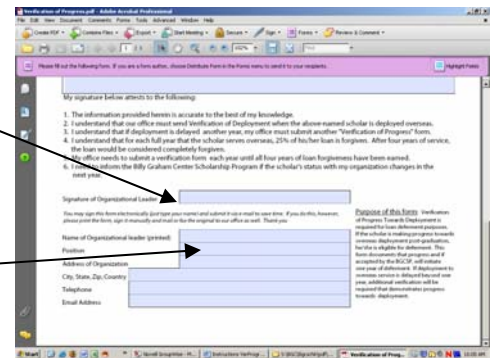 Verification of Progress.pdf - Adobe Acrobat Professional
File Edit View Document Comments Forms Tools Advanced Window Help
Create PDF Combine Files Export Start Meeting Secure Sign Forms Review & Comment
Please fill out the following form. If you are a form author, choose Distribute Form in the Forms menu to send it to your recipients.
Highlight Fields
My signature below attests to the following:
1. The information provided herein is accurate to the best of my knowledge.
2. I understand that our office must send Verification of Deployment when the above-named scholar is deployed overseas.
3. I understand that if deployment is delayed another year, my office must submit another "Verification of Progress" form.
4. I understand that for each full year that the scholar serves overseas, 25% of his/her loan is forgiven. After four years of service,
the loan would be considered completely forgiven.
5. My office needs to submit a verification form each year until all four years of loan forgiveness have been earned.
6. I need to inform the Billy Graham Center Scholarship Program if the scholar's status with my organization changes in the
next year.
Signature of Organizational Leader
You may sign this form electronically (just type your name) and submit it via e-mail to save time. If you do this, however,
please print the form, sign it manually and mail or fax the original to our office as well. Thank you.
Name of Organizational leader (printed):
Position
Address of Organization
City, State, Zip, Country
Telephone
Email Address
Purpose of this form: Verification
of Progress Towards Deployment is
required for loan deferment purposes.
If the scholar is making progress towards
overseas deployment post-graduation,
he/she is eligible for deferment. This
form documents that progress and if
accepted by the BGCSP, will initiate
one year of deferment. If deployment to
overseas service is delayed beyond one
year, additional verification will be
required that demonstrates progress
towards deployment.
Start
Novell GroupWise - M...
Instructions VerProg...
Verification of Prog...